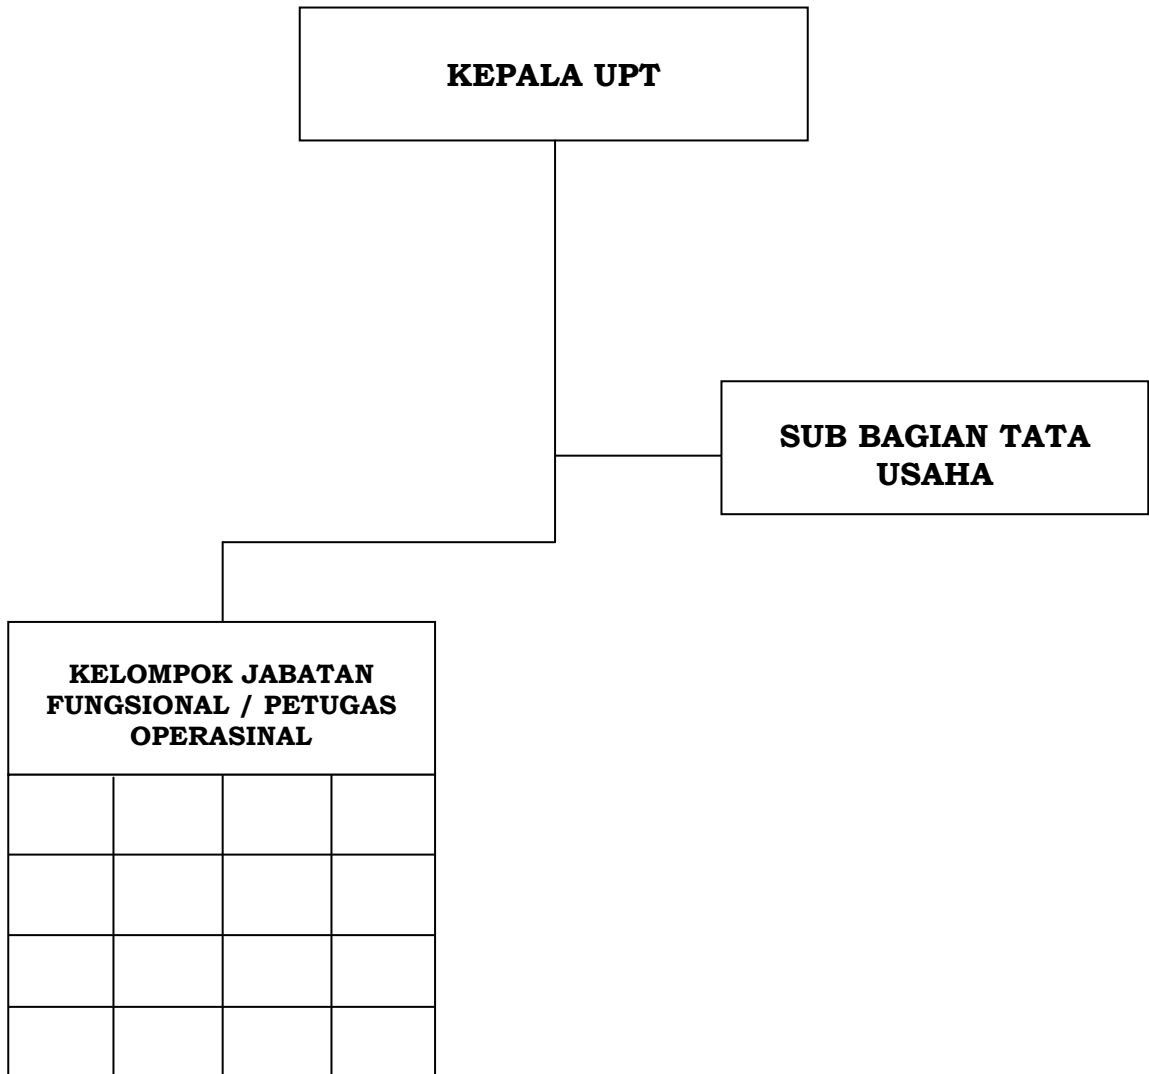 KEPALA UPT
SUB BAGIAN TATA
USAHA
KELOMPOK JABATAN
FUNGSIONAL / PETUGAS
OPERASINAL